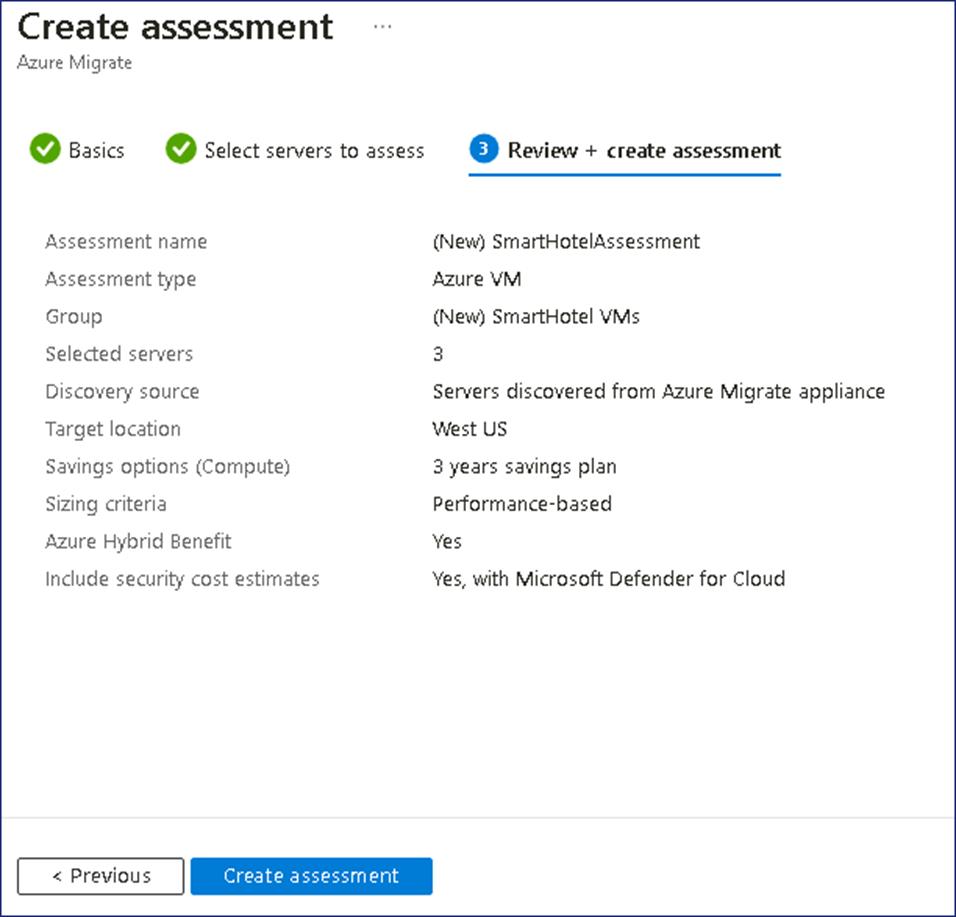 Create assessment ...
Azure Migrate
Basics Select servers to assess 3 Review + create assessment
Assessment name (New) SmartHotelAssessment
Assessment type Azure VM
Group (New) SmartHotel VMs
Selected servers 3
Discovery source Servers discovered from Azure Migrate appliance
Target location West US
Savings options (Compute) 3 years savings plan
Sizing criteria Performance-based
Azure Hybrid Benefit Yes
Include security cost estimates Yes, with Microsoft Defender for Cloud
< Previous Create assessment